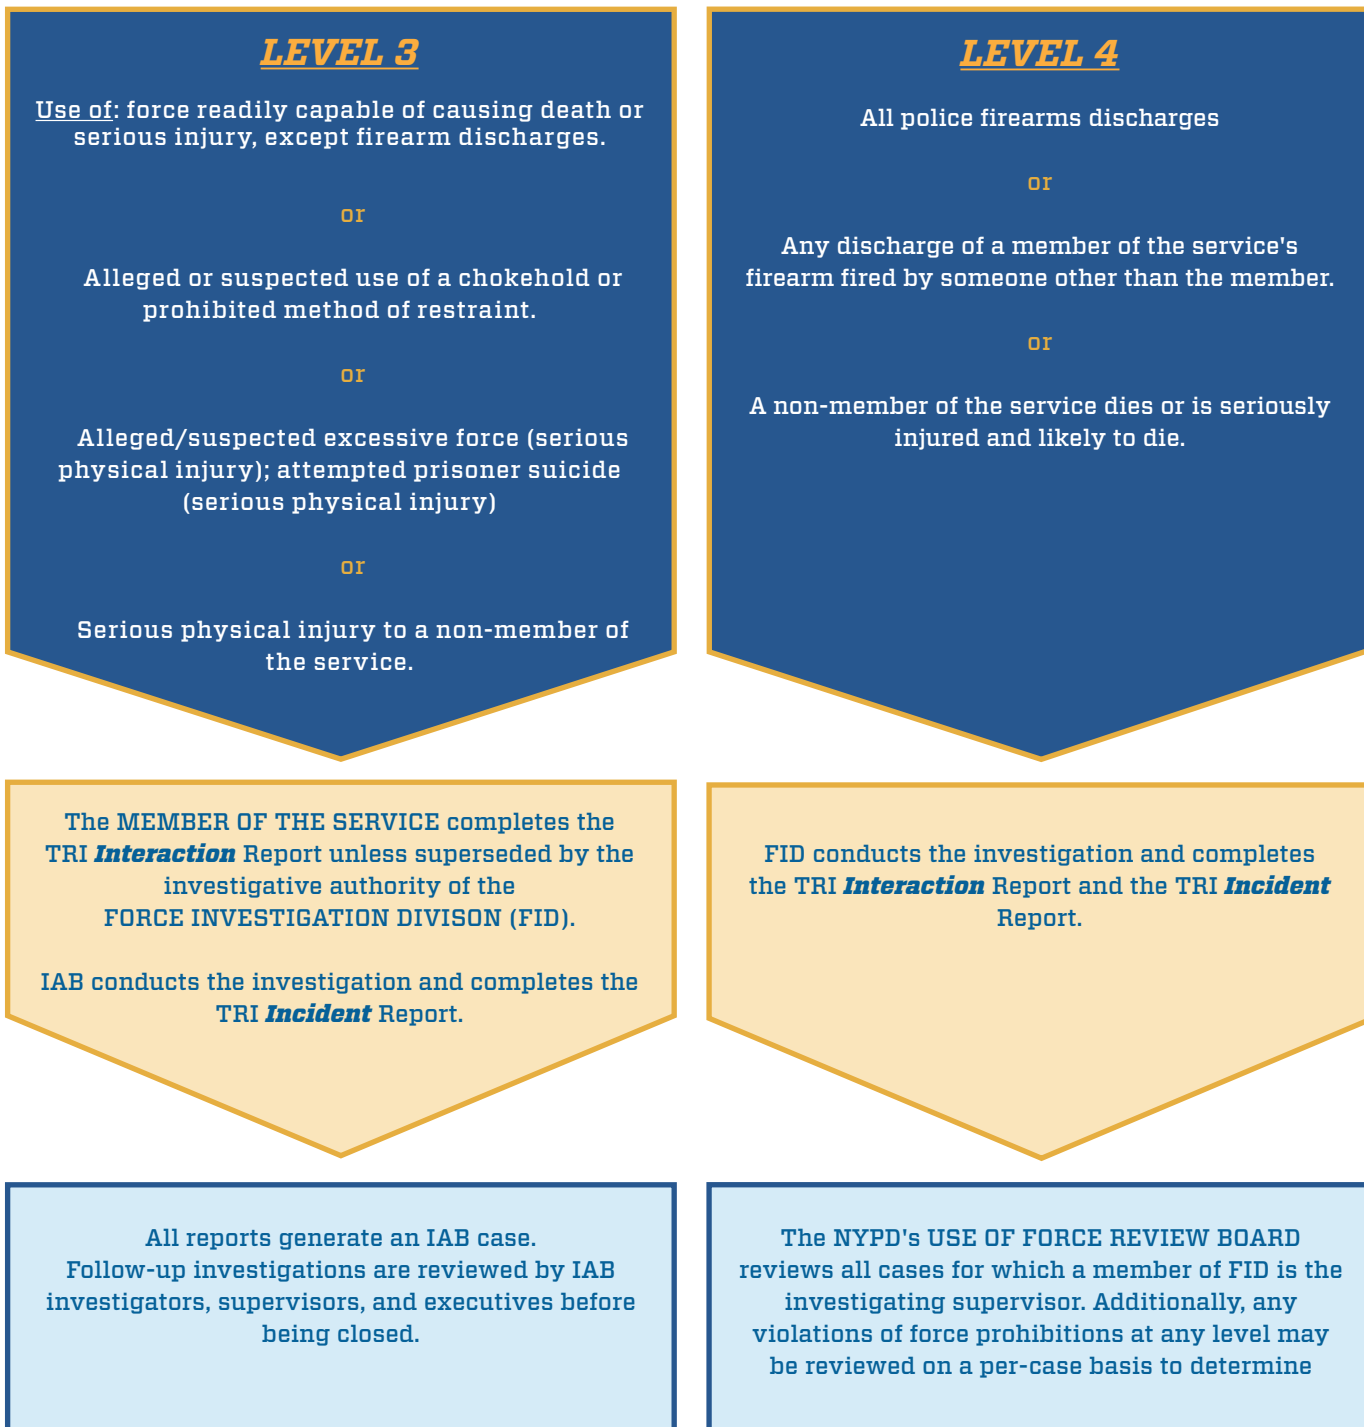 LEVEL 3
Use of: force readily capable of causing death or
serious injury, except firearm discharges.
or
Alleged or suspected use of a chokehold or
prohibited method of restraint.
or
Alleged/suspected excessive force (serious
physical injury); attempted prisoner suicide
(serious physical injury)
or
Serious physical injury to a non-member of
the service.
The MEMBER OF THE SERVICE completes the
TRI Interaction Report unless superseded by the
investigative authority of the
FORCE INVESTIGATION DIVISON (FID).
IAB conducts the investigation and completes the
TRI Incident Report.
All reports generate an IAB case.
Follow-up investigations are reviewed by IAB
investigators, supervisors, and executives before
being closed.
LEVEL 4
All police firearms discharges
or
Any discharge of a member of the service's
firearm fired by someone other than the member.
or
A non-member of the service dies or is seriously
injured and likely to die.
FID conducts the investigation and completes
the TRI Interaction Report and the TRI Incident
Report.
The NYPD's USE OF FORCE REVIEW BOARD
reviews all cases for which a member of FID is the
investigating supervisor. Additionally, any
violations of force prohibitions at any level may
be reviewed on a per-case basis to determine